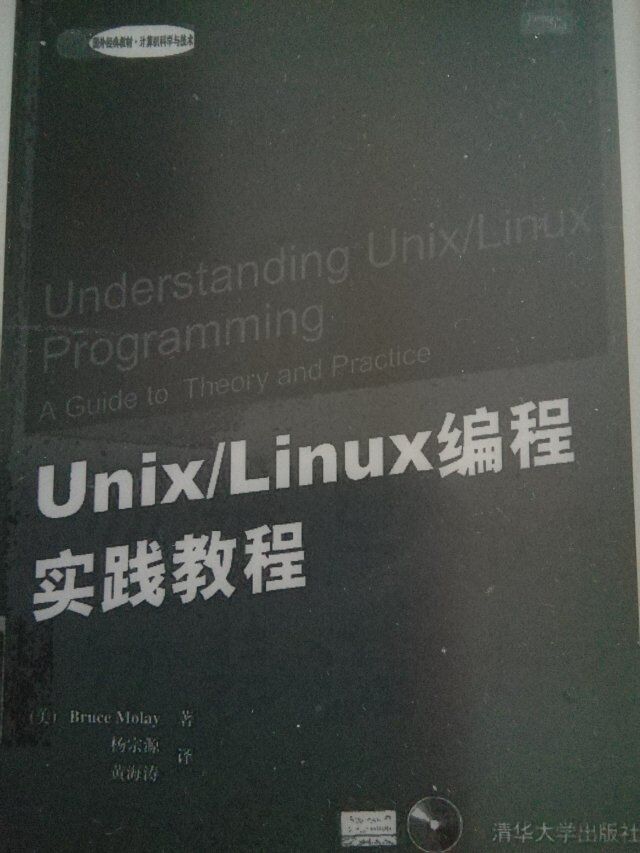 国外经典教材·计算机科学与技术
Understanding Unix/Linux
Programming
A Guide to Theory and Practice
Unix/Linux编程
实践教程
(美) Bruce Molay 著
杨宗源
黄海涛
译
清华大学出版社